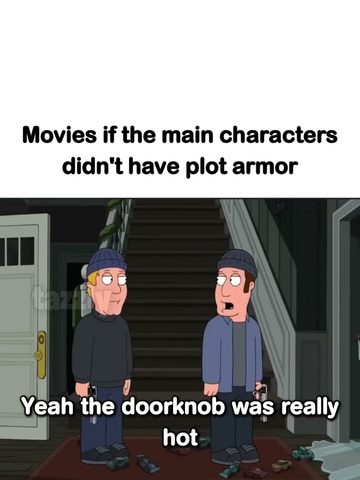 Movies if the main characters
didn't have plot armor
Yeah the doorknob was really
hot